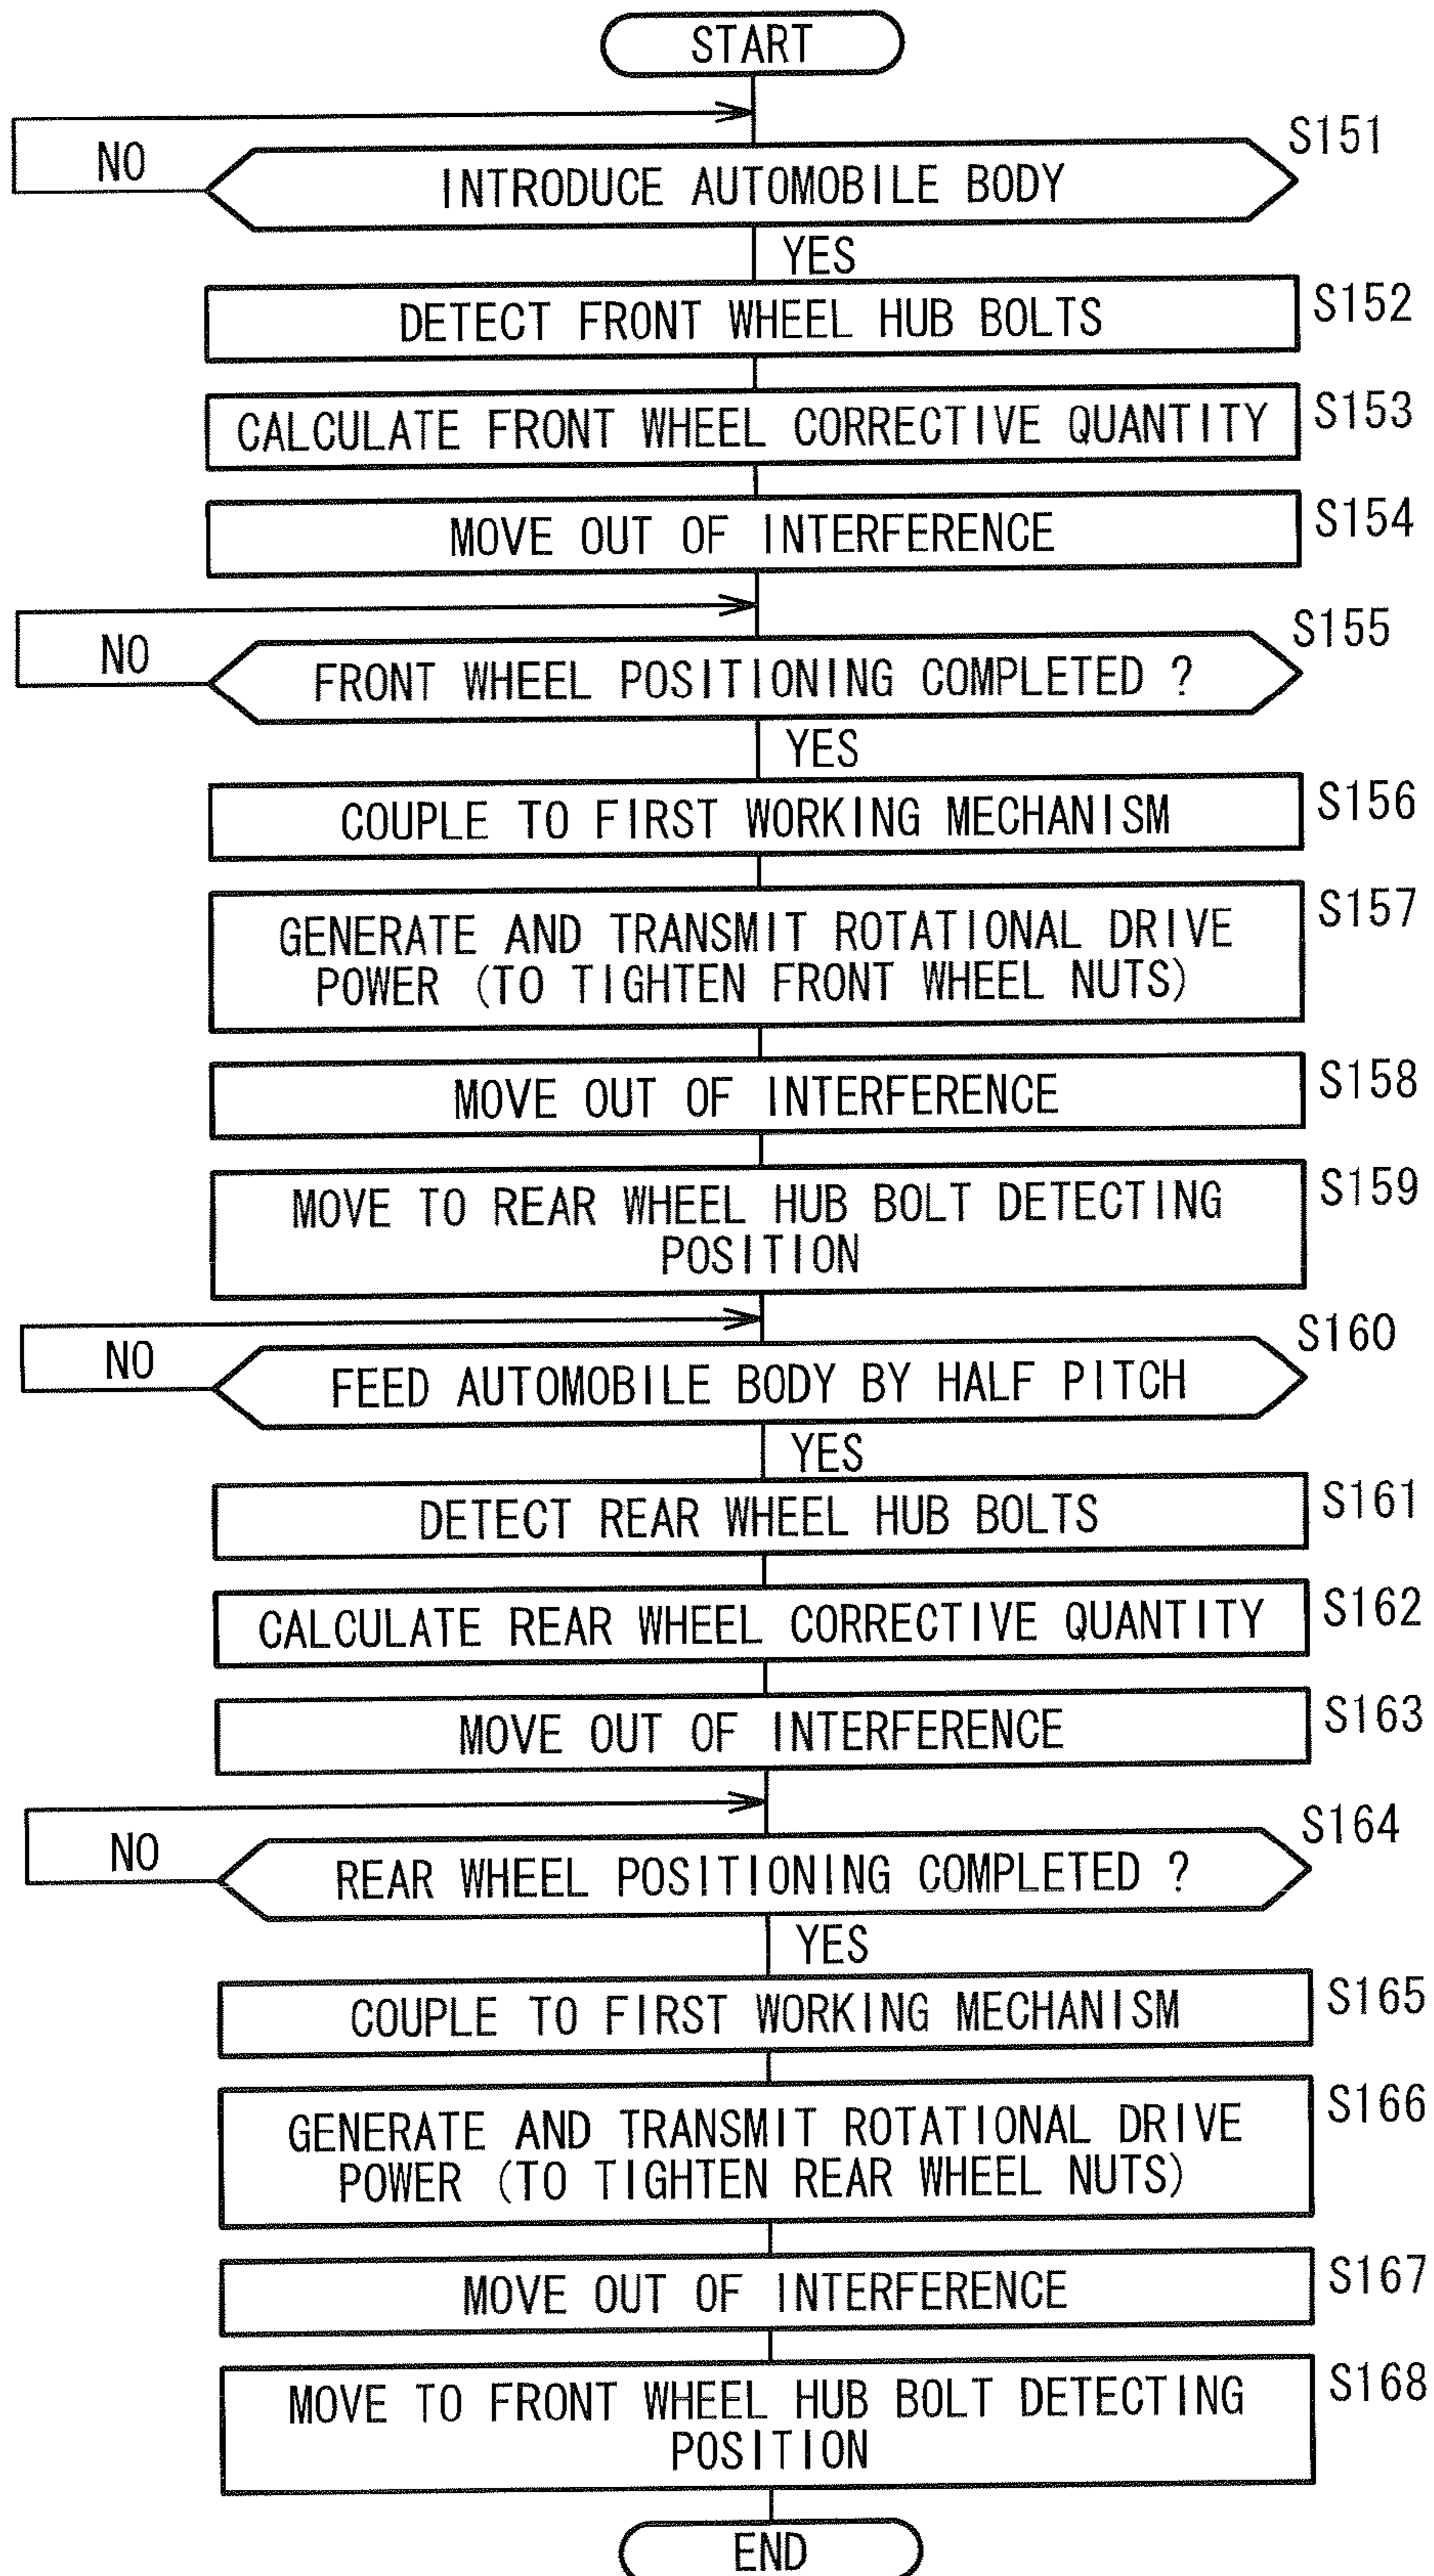 START
S151
NO
INTRODUCE AUTOMOBILE BODY
YES
DETECT FRONT WHEEL HUB BOLTS
S152
CALCULATE FRONT WHEEL CORRECTIVE QUANTITY
S153
MOVE OUT OF INTERFERENCE
S154
S155
NO
FRONT WHEEL POSITIONING COMPLETED ?
YES
COUPLE TO FIRST WORKING MECHANISM
S156
GENERATE AND TRANSMIT ROTATIONAL DRIVE
POWER (TO TIGHTEN FRONT WHEEL NUTS)
S157
MOVE OUT OF INTERFERENCE
S158
MOVE TO REAR WHEEL HUB BOLT DETECTING
POSITION
S159
S160
NO
FEED AUTOMOBILE BODY BY HALF PITCH
YES
DETECT REAR WHEEL HUB BOLTS
S161
CALCULATE REAR WHEEL CORRECTIVE QUANTITY
S162
MOVE OUT OF INTERFERENCE
S163
S164
NO
REAR WHEEL POSITIONING COMPLETED ?
YES
COUPLE TO FIRST WORKING MECHANISM
S165
GENERATE AND TRANSMIT ROTATIONAL DRIVE
POWER (TO TIGHTEN REAR WHEEL NUTS)
S166
MOVE OUT OF INTERFERENCE
S167
MOVE TO FRONT WHEEL HUB BOLT DETECTING
POSITION
S168
END